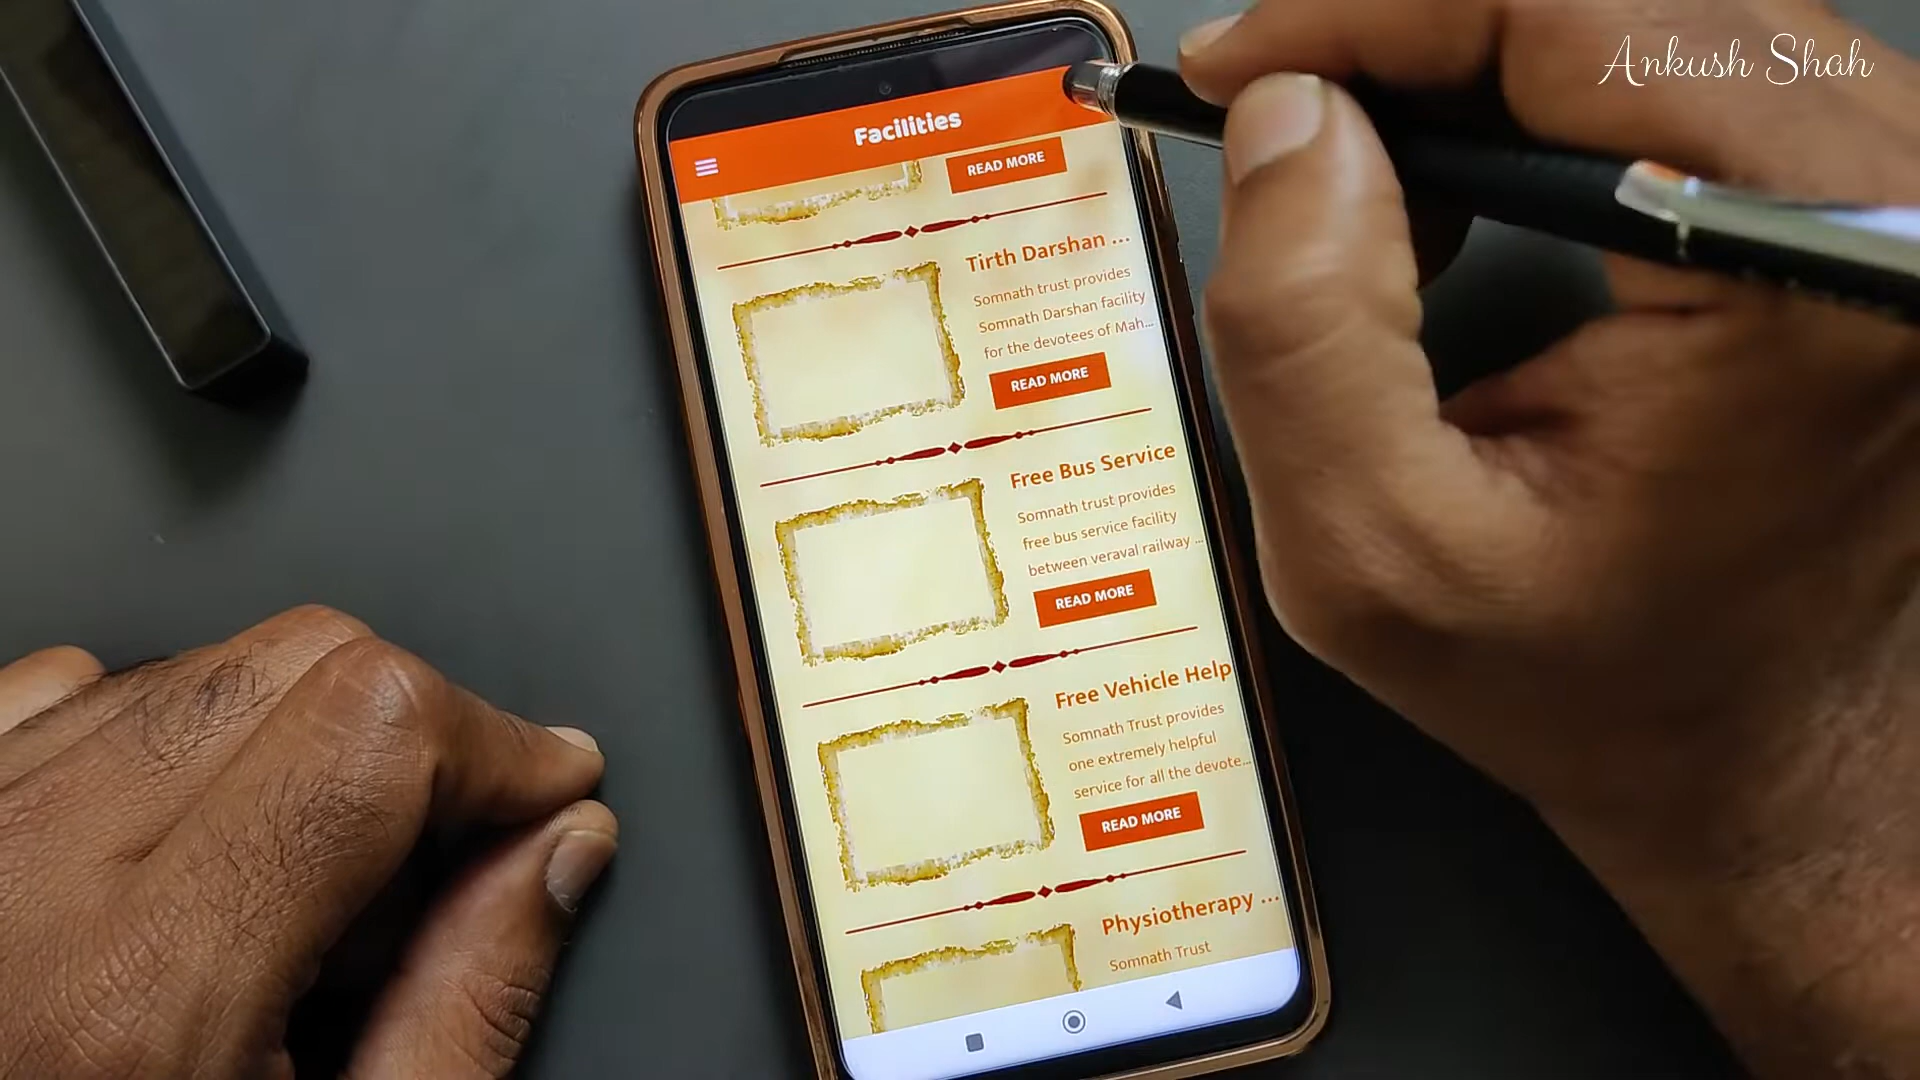 Ankush Shah
Facilities
READ MORE
Tirth Darshan ...
Somnath trust provides
Somnath Darshan facility
for the devotees of Mah...
READ MORE
Free Bus Service
Somnath trust provides
free bus service facility
between veraval railway ...
READ MORE
Free Vehicle Help
Somnath Trust provides
one extremely helpful
service for all the devote...
READ MORE
Physiotherapy ...
Somnath Trust